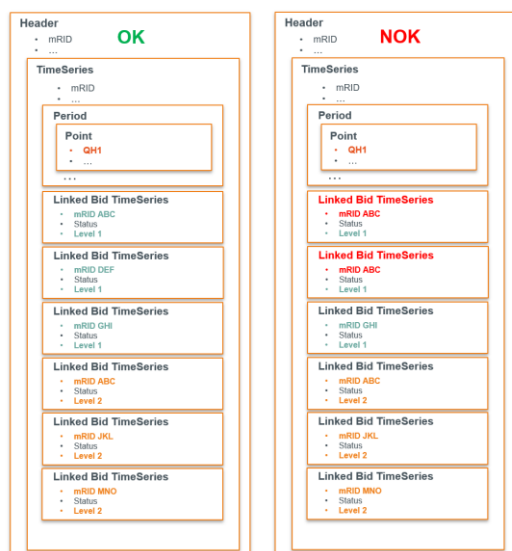 Header
OK
mRID
...
TimeSeries
mRID
...
Period
Point
QH1
...
...
Linked Bid TimeSeries
mRID ABC
Status
Level 1
Linked Bid TimeSeries
mRID DEF
Status
Level 1
Linked Bid TimeSeries
mRID GHI
Status
Level 1
Linked Bid TimeSeries
mRID ABC
Status
Level 2
Linked Bid TimeSeries
mRID JKL
Status
Level 2
Linked Bid TimeSeries
mRID MNO
Status
Level 2
Header
NOK
mRID
...
TimeSeries
mRID
...
Period
Point
QH1
...
...
Linked Bid TimeSeries
mRID ABC
Status
Level 1
Linked Bid TimeSeries
mRID ABC
Status
Level 1
Linked Bid TimeSeries
mRID GHI
Status
Level 1
Linked Bid TimeSeries
mRID ABC
Status
Level 2
Linked Bid TimeSeries
mRID JKL
Status
Level 2
Linked Bid TimeSeries
mRID MNO
Status
Level 2